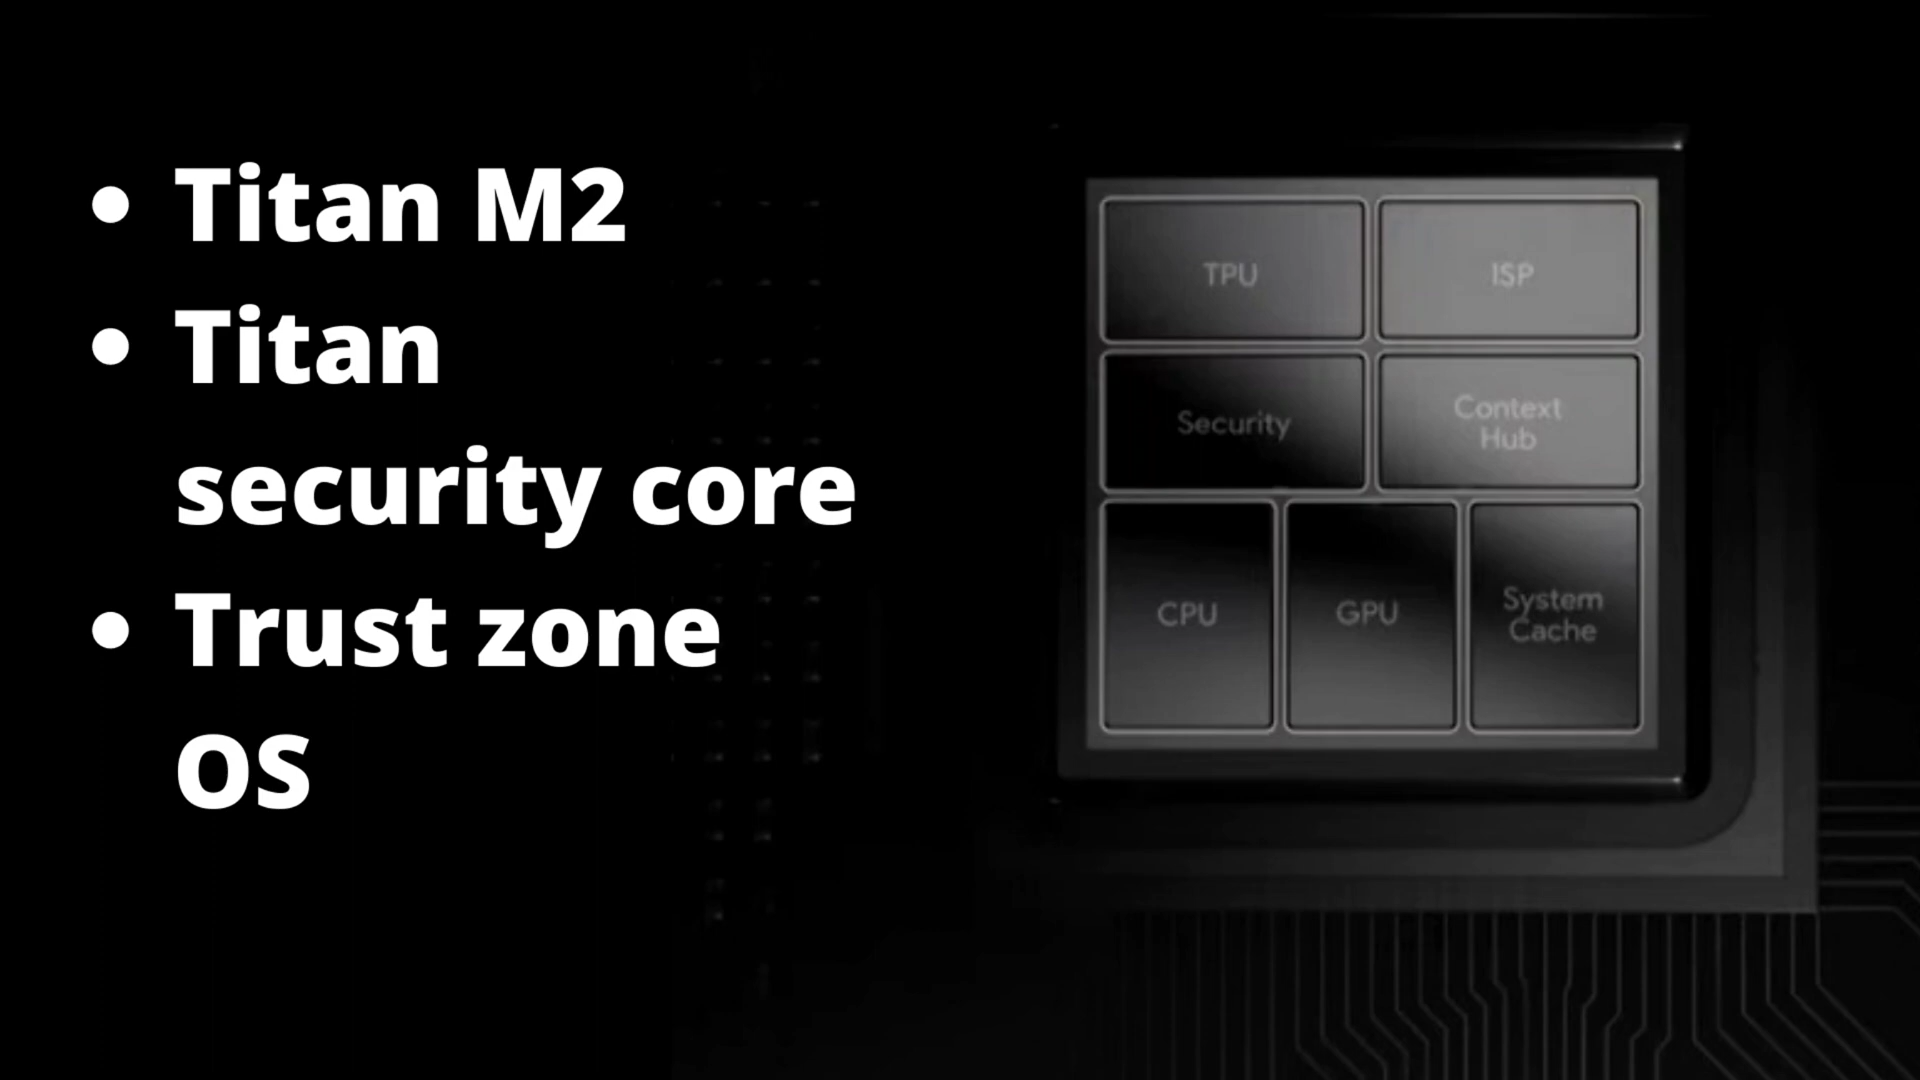 • Titan M2
• Titan
security core
• Trust zone
OS
TPU
ISP
Security
Context
Hub
CPU
GPU
System
Cache